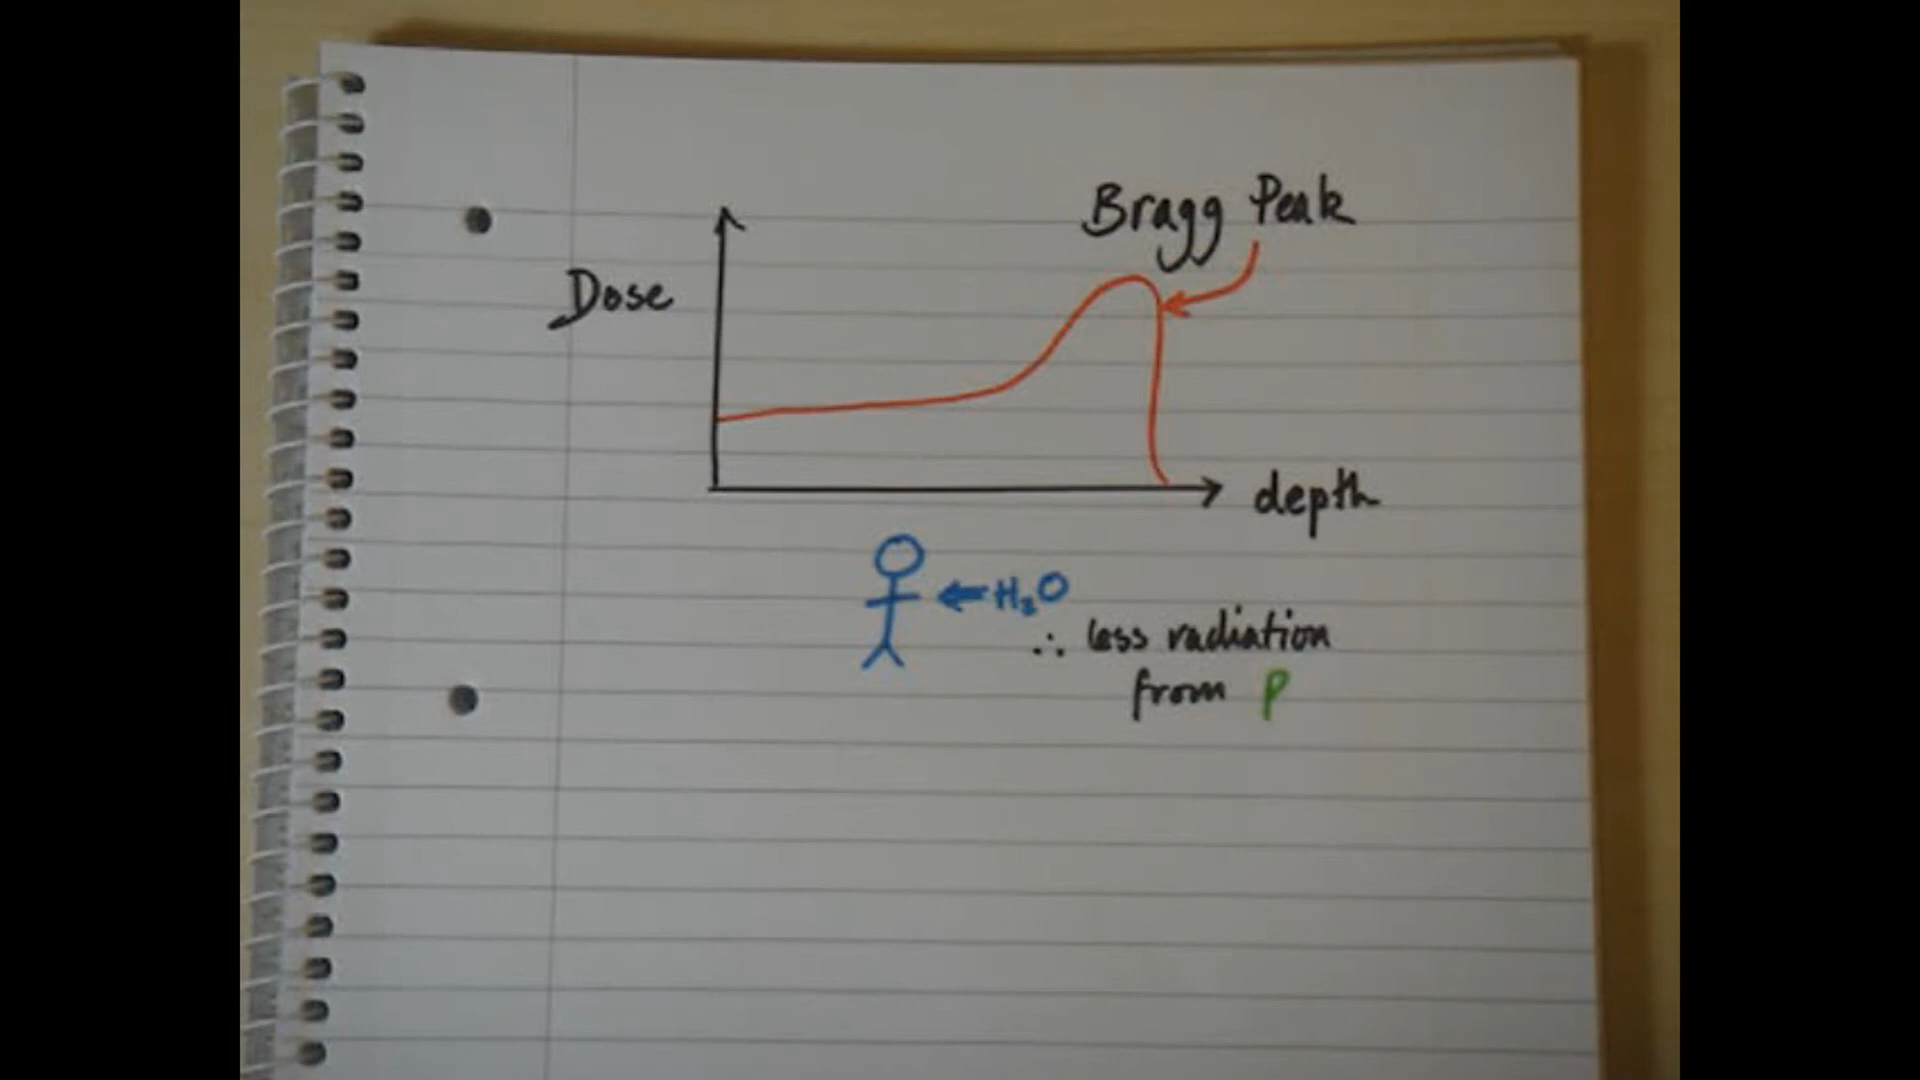 Bragg Peak
Dose
depth
H₂O
∴ less radiation
from p